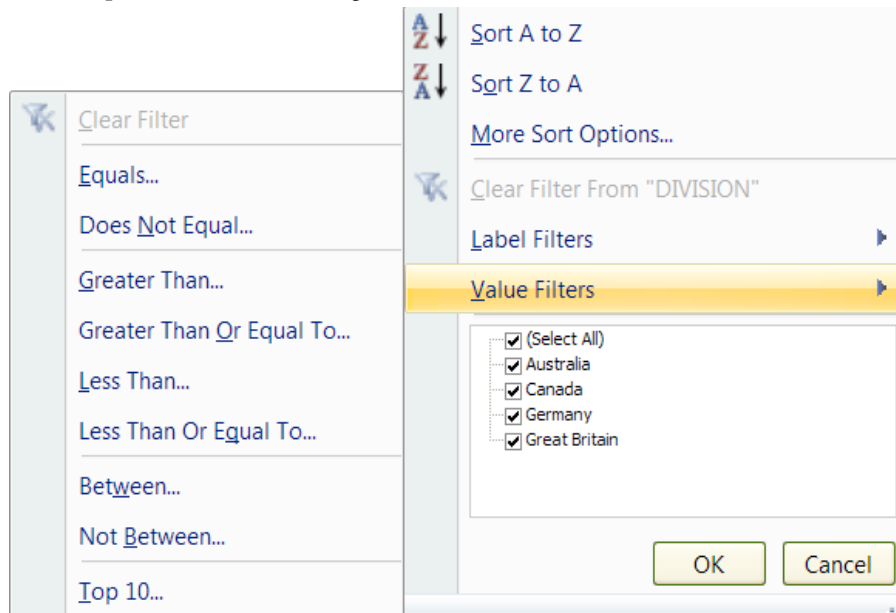 Sort A to Z
Sort Z to A
More Sort Options...
Clear Filter From "DIVISION"
Label Filters
Value Filters
(Select All)
Australia
Canada
Germany
Great Britain
OK Cancel
Clear Filter
Equals...
Does Not Equal...
Greater Than...
Greater Than Or Equal To...
Less Than...
Less Than Or Equal To...
Between...
Not Between...
Top 10...